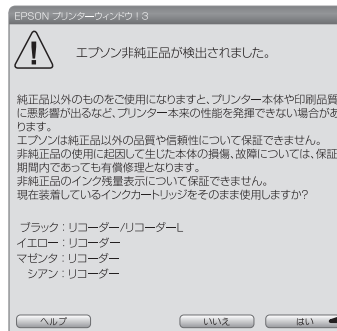 EPSON プリンターウィンドウ!3
エプソン非純正品が検出されました。
純正品以外のものをご使用になりますと、プリンター本体や印刷品質
に悪影響が出るなど、プリンター本来の性能を発揮できない場合があ
ります。
エプソンは純正品以外の品質や信頼性について保証できません。
非純正品の使用に起因して生じた本体の損傷、故障については、保証
期間内であっても有償修理となります。
非純正品のインク残量表示について保証できません。
現在装着しているインクカートリッジをそのまま使用しますか?
ブラック:リコーダー/リコーダーL
イエロー:リコーダー
マゼンタ:リコーダー
シアン:リコーダー
ヘルプ いいえ はい